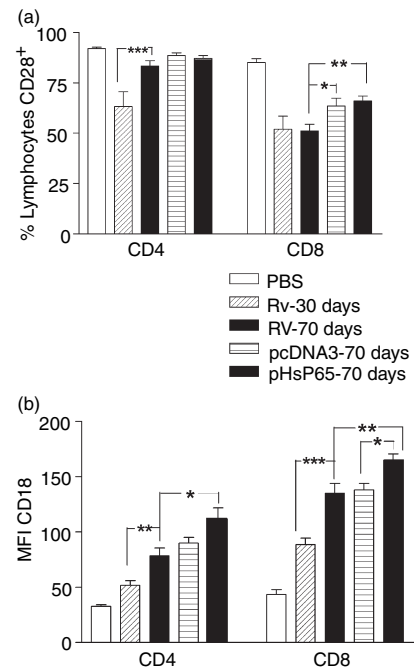 (a)
100
75
50
25
0
% Lymphocytes CD28+
***
*
**
CD4
CD8
PBS
Rv-30 days
RV-70 days
pcDNA3-70 days
pHsP65-70 days
(b)
200
150
100
50
0
MFI CD18
**
*
***
**
*
CD4
CD8